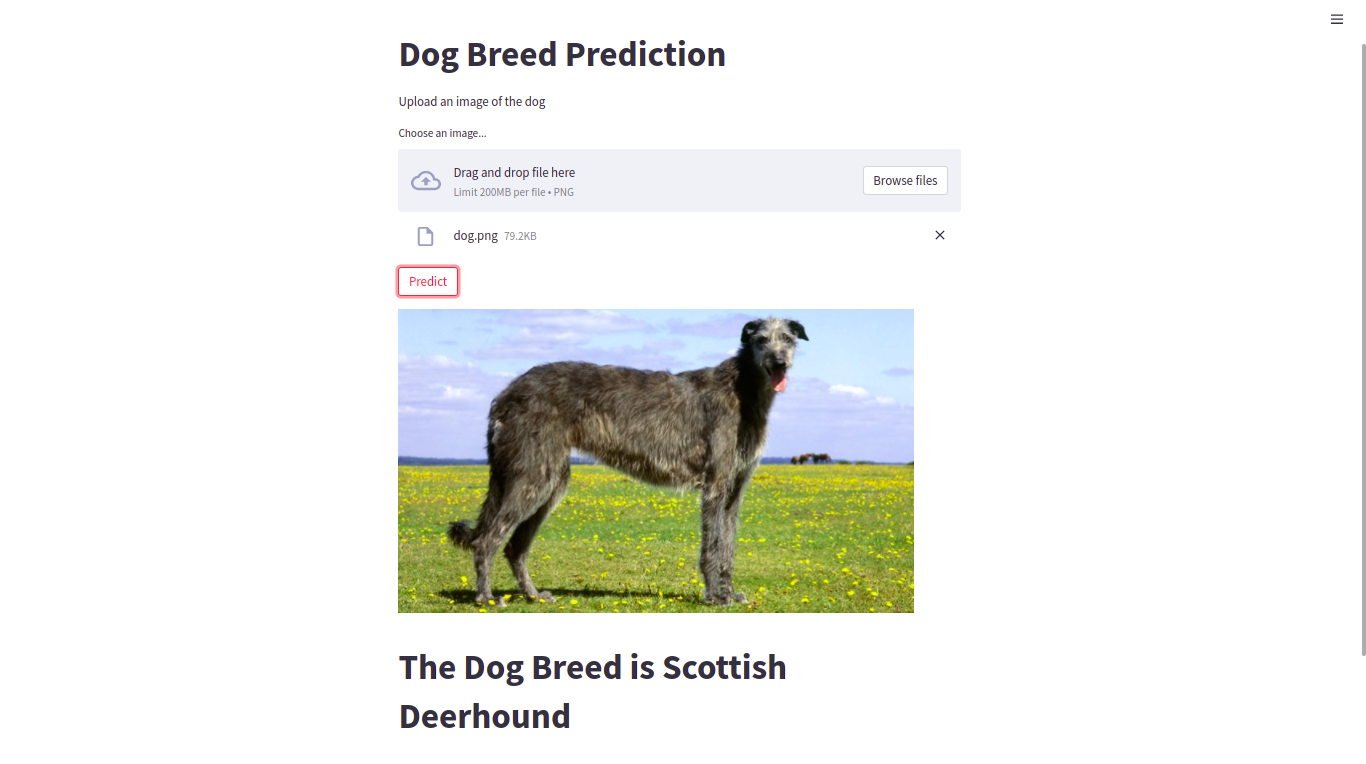 Dog Breed Prediction
Upload an image of the dog
Choose an image...
Drag and drop file here
Limit 200MB per file • PNG
Browse files
dog.png 79.2KB
Predict
The Dog Breed is Scottish
Deerhound